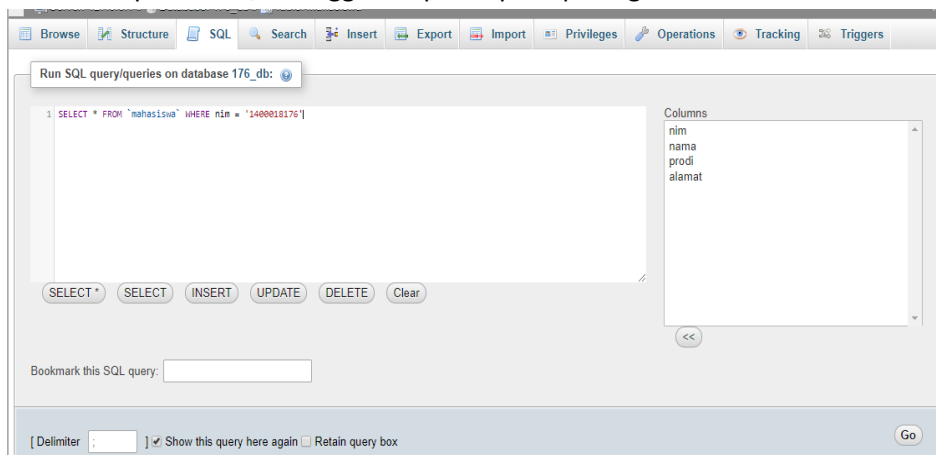 Browse Structure SQL Search Insert Export Import Privileges Operations Tracking Triggers
Run SQL query/queries on database 176_db:
1 SELECT * FROM `mahasiswa` WHERE nim = '1400018176'
Columns
nim
nama
prodi
alamat
SELECT * SELECT INSERT UPDATE DELETE Clear
<<
Bookmark this SQL query:
[ Delimiter ; ] Show this query here again Retain query box
Go